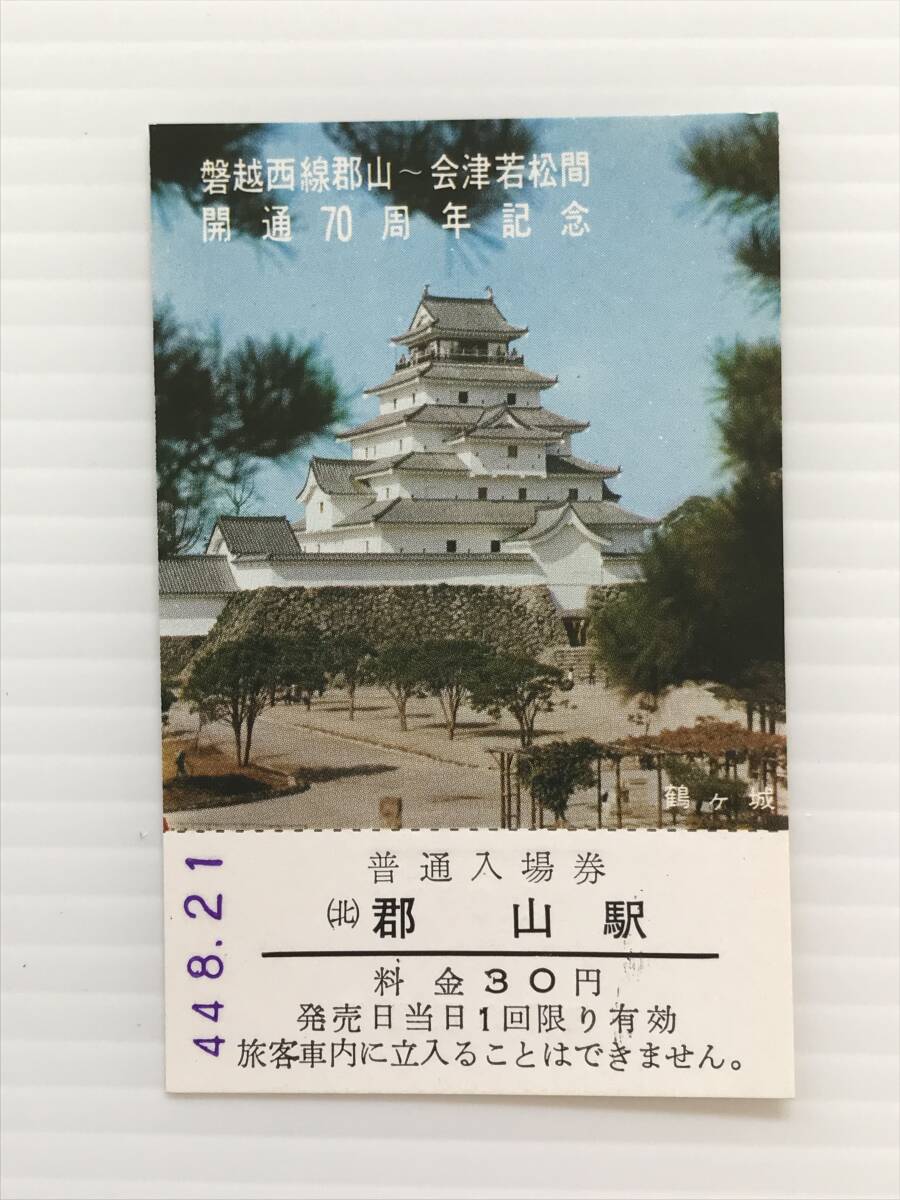 磐越西線郡山～会津若松間
開通70周年記念
鶴ヶ城
普通入場券
㈰郡山駅
料金30円
発売日当日1回限り有効
旅客車内に立入ることはできません。
448.21